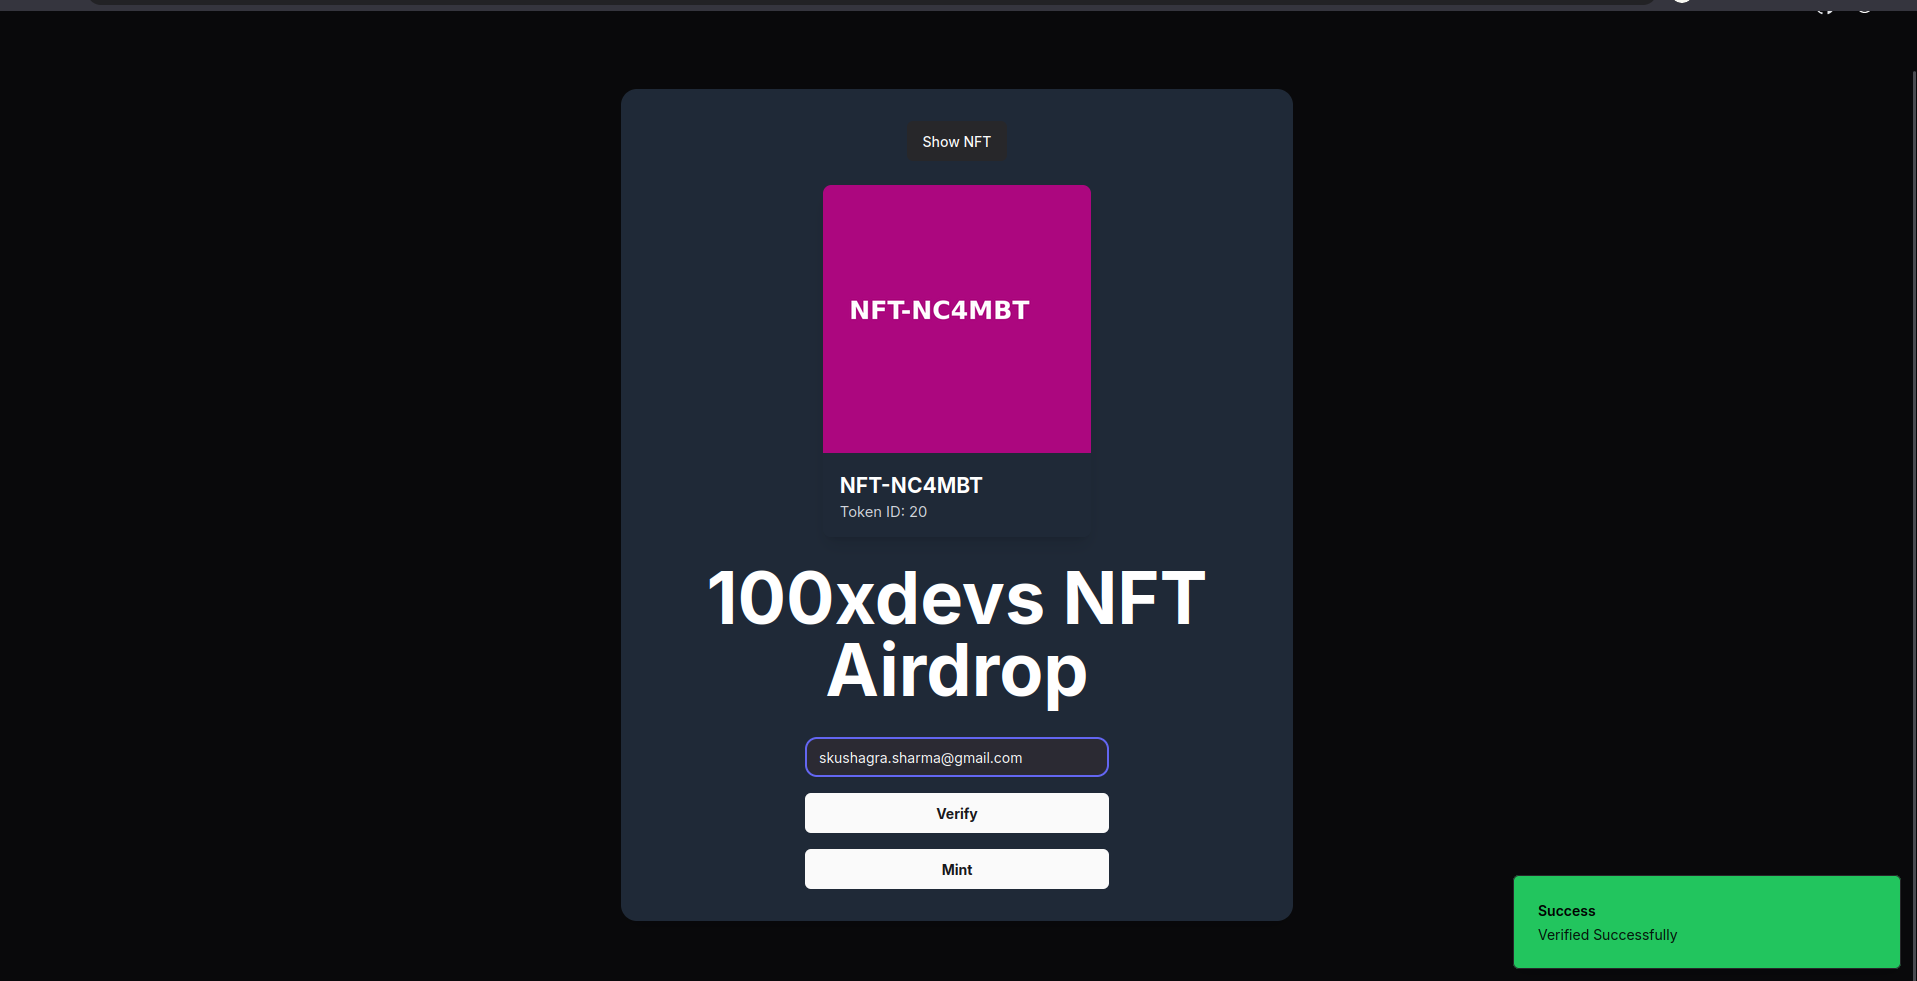 Show NFT
NFT-NC4MBT
NFT-NC4MBT
Token ID: 20
100xdevs NFT
Airdrop
skushagra.sharma@gmail.com
Verify
Mint
Success
Verified Successfully